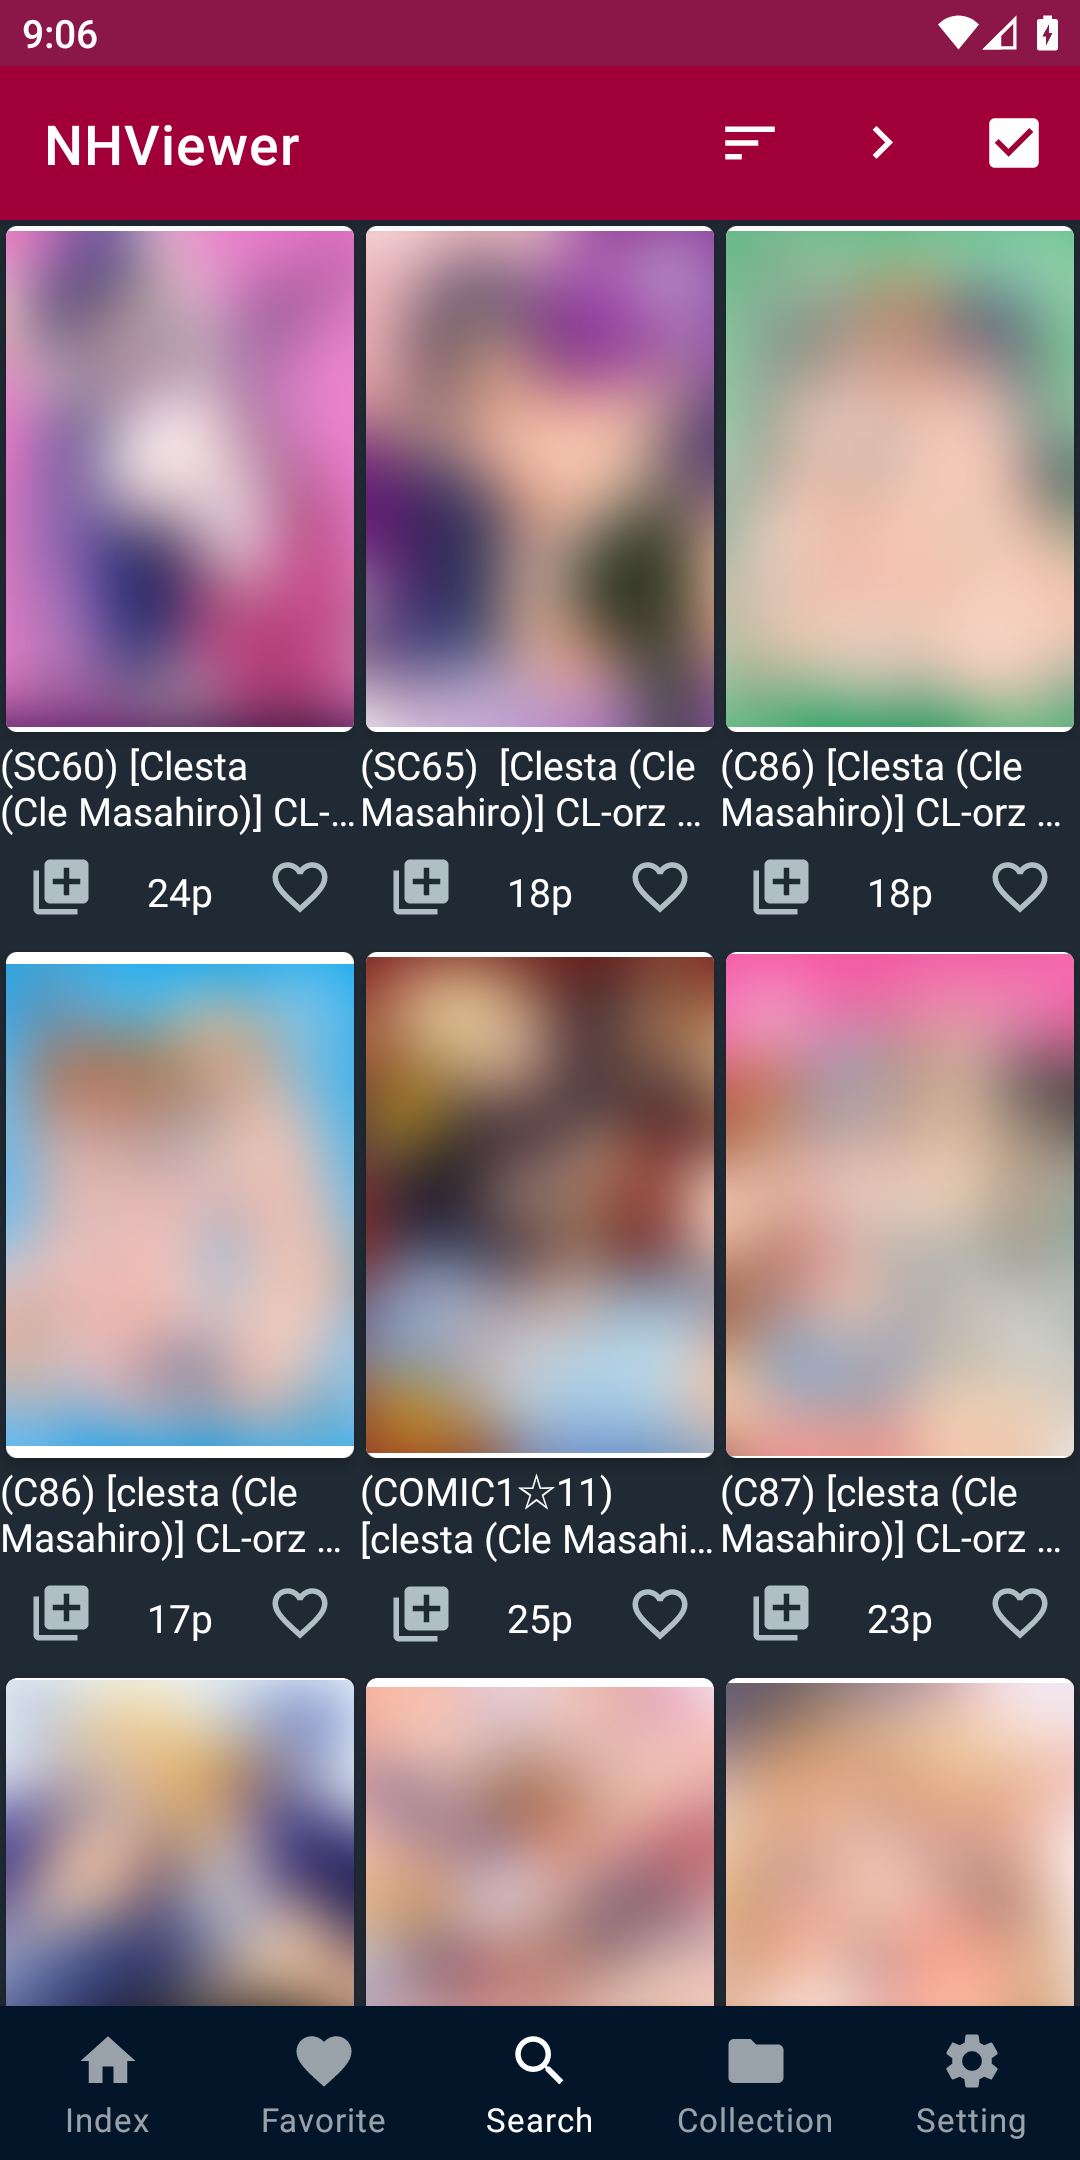 9:06
NHViewer
(SC60) [Clesta
(Cle Masahiro)] CL-...
24p
(SC65) [Clesta (Cle
Masahiro)] CL-orz ...
18p
(C86) [Clesta (Cle
Masahiro)] CL-orz ...
18p
(C86) [clesta (Cle
Masahiro)] CL-orz ...
17p
(COMIC1☆11)
[clesta (Cle Masahi...
25p
(C87) [clesta (Cle
Masahiro)] CL-orz ...
23p
Index
Favorite
Search
Collection
Setting